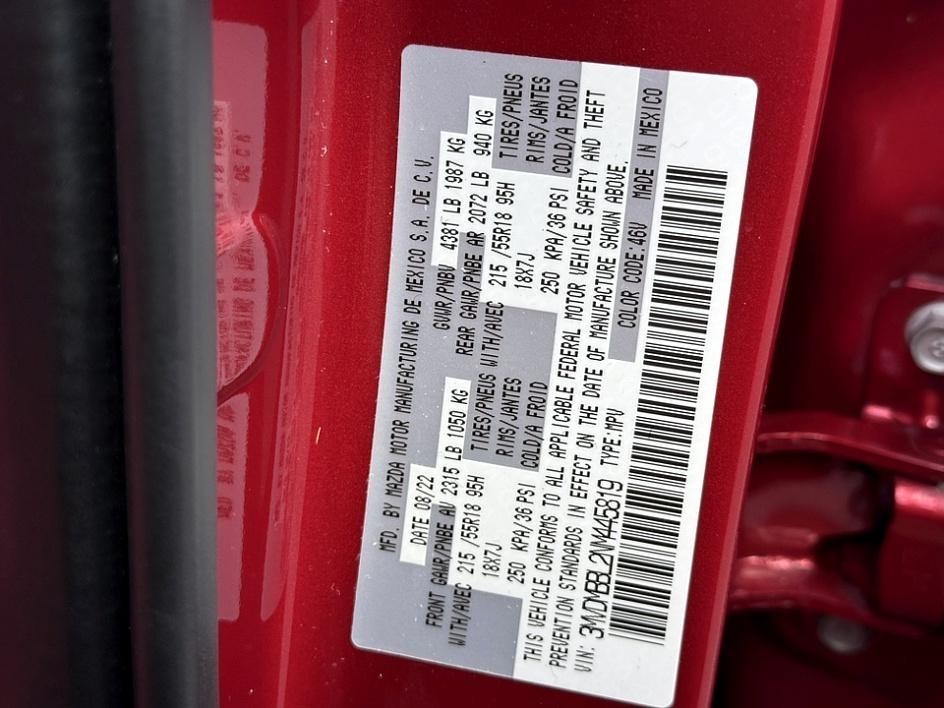 MFD. BY MAZDA MOTOR MANUFACTURING DE MEXICO S.A. DE C.V.
DATE 08/22 GVWR/PNBV 4381 LB 1987 KG
FRONT GAWR/PNBE AV 2315 LB 1050 KG REAR GAWR/PNBE AR 2072 LB 940 KG
WITH/AVEC 215 /55R18 95H TIRES/PNEUS WITH/AVEC 215 /55R18 95H TIRES/PNEUS
18X7J RIMS/JANTES 18X7J RIMS/JANTES
250 KPA/36 PSI COLD/A FROID 250 KPA/36 PSI COLD/A FROID
THIS VEHICLE CONFORMS TO ALL APPLICABLE FEDERAL MOTOR VEHICLE SAFETY AND THEFT
PREVENTION STANDARDS IN EFFECT ON THE DATE OF MANUFACTURE SHOWN ABOVE.
VIN: 3MVDMBBL2NM445819 TYPE:MPV COLOR CODE:46V MADE IN MEXICO